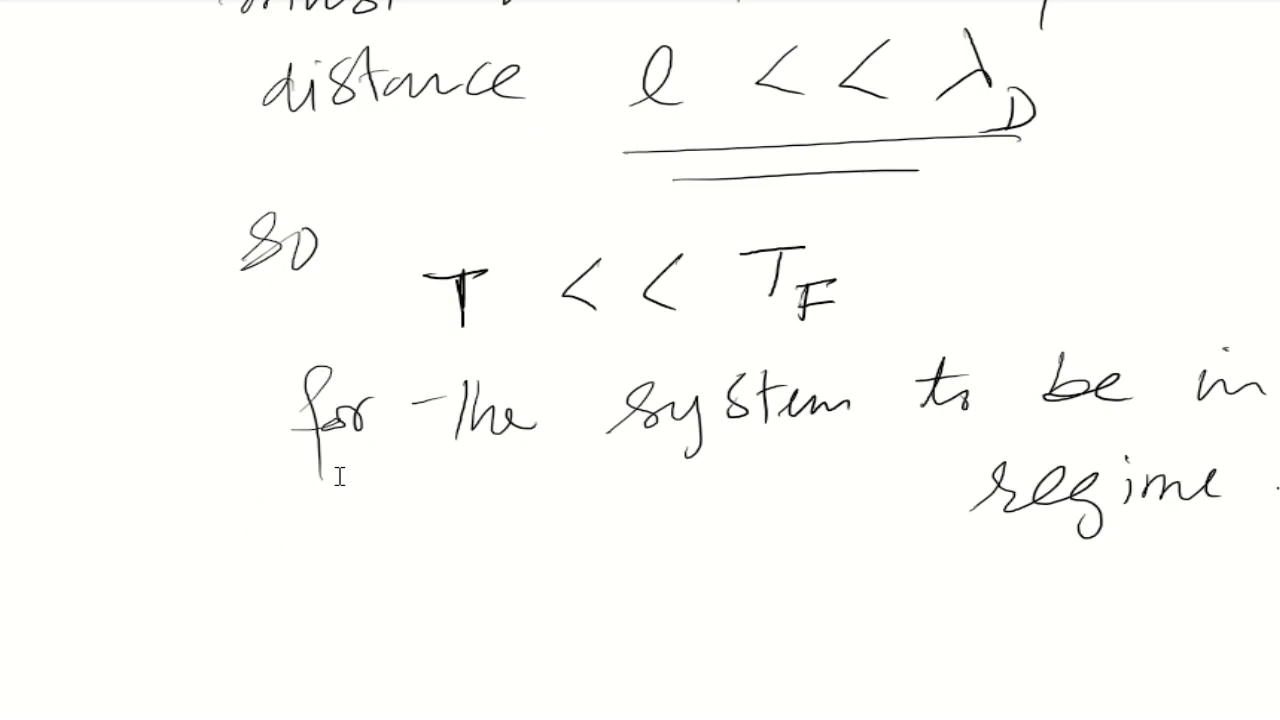 distance l << λ_D
so
T << T_F
for the system to be in
regime